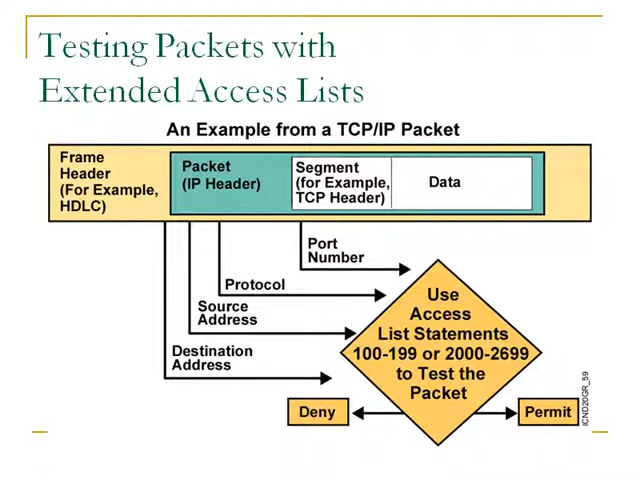 Testing Packets with
Extended Access Lists
An Example from a TCP/IP Packet
Frame
Header
(For Example,
HDLC)
Packet
(IP Header)
Segment
(for Example,
TCP Header)
Data
Port
Number
Protocol
Source
Address
Destination
Address
Use
Access
List Statements
100-199 or 2000-2699
to Test the
Packet
Deny
Permit
ICND20GR_59